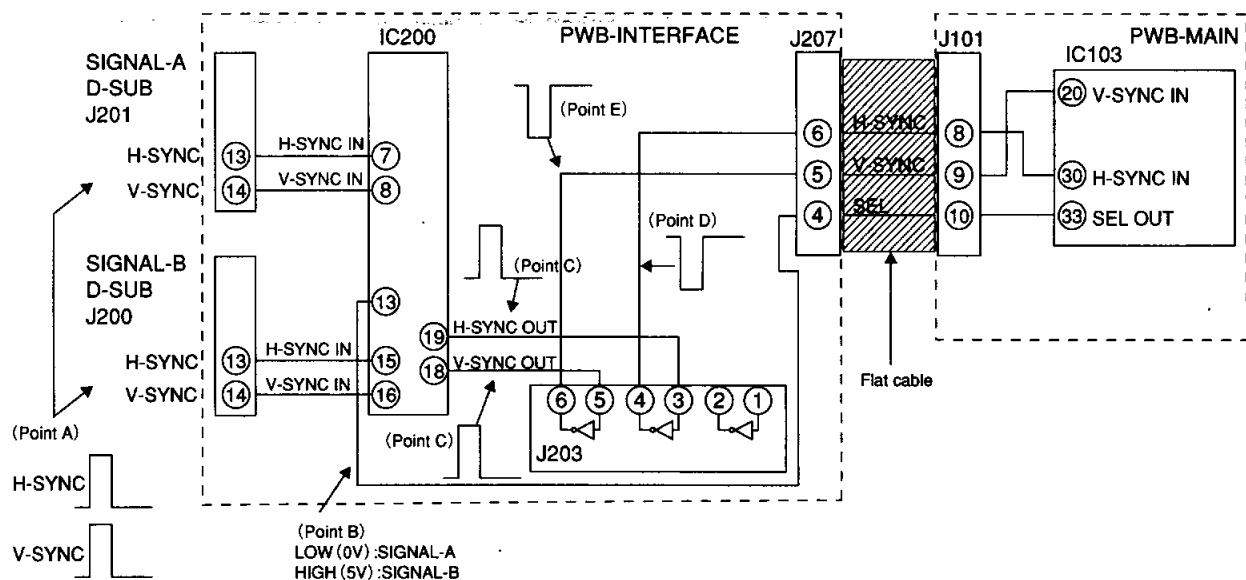 IC200
PWB-INTERFACE
J207
J101
PWB-MAIN
IC103
SIGNAL-A
D-SUB
J201
H-SYNC 13 H-SYNC IN 7
V-SYNC 14 V-SYNC IN 8
(Point E)
6 H-SYNC 8
5 V-SYNC 9
4 SEL 10
20 V-SYNC IN
30 H-SYNC IN
33 SEL OUT
SIGNAL-B
D-SUB
J200
(Point C)
(Point D)
13
19 H-SYNC OUT
18 V-SYNC OUT
H-SYNC 13 H-SYNC IN 15
V-SYNC 14 V-SYNC IN 16
Flat cable
6 5 4 3 2 1
J203
(Point A)
(Point C)
H-SYNC
V-SYNC
(Point B)
LOW (0V) :SIGNAL-A
HIGH (5V) :SIGNAL-B